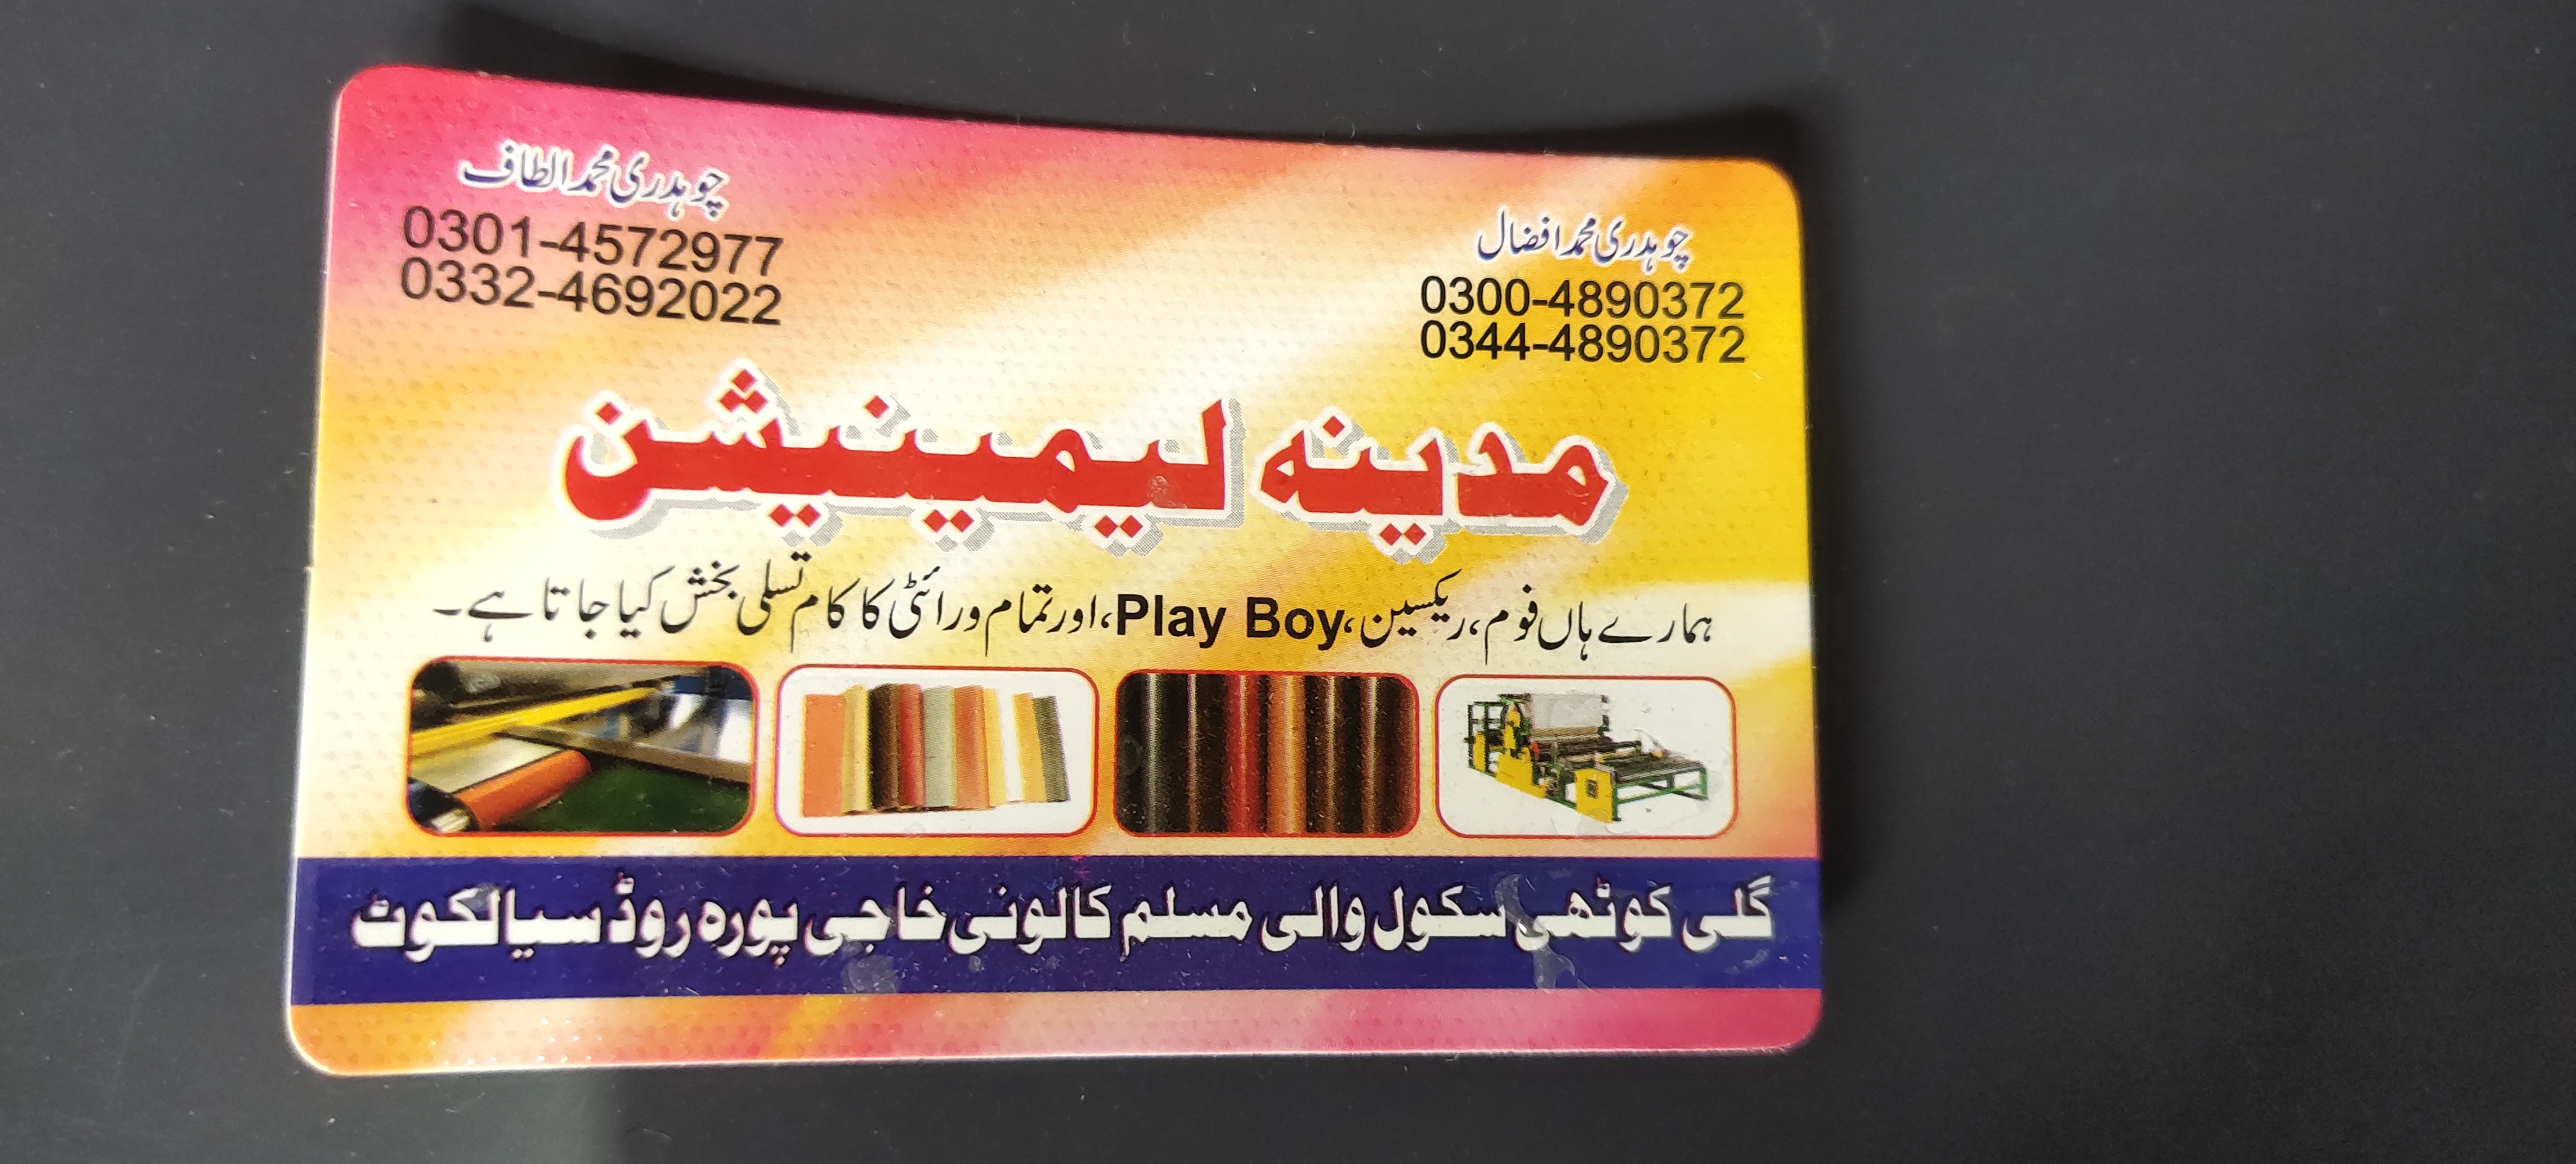 چوہدری محمد افضال
0300-4890372
0344-4890372
چوہدری محمد الطاف
0301-4572977
0332-4692022
مدینہ لیمینیشن
ہمارے ہاں فوم، ریکسین، Play Boy، اور تمام ورائٹی کا کام تسلی بخش کیا جاتا ہے۔
گلی کوٹھی سکول والی مسلم کالونی خاجی پورہ روڈ سیالکوٹ